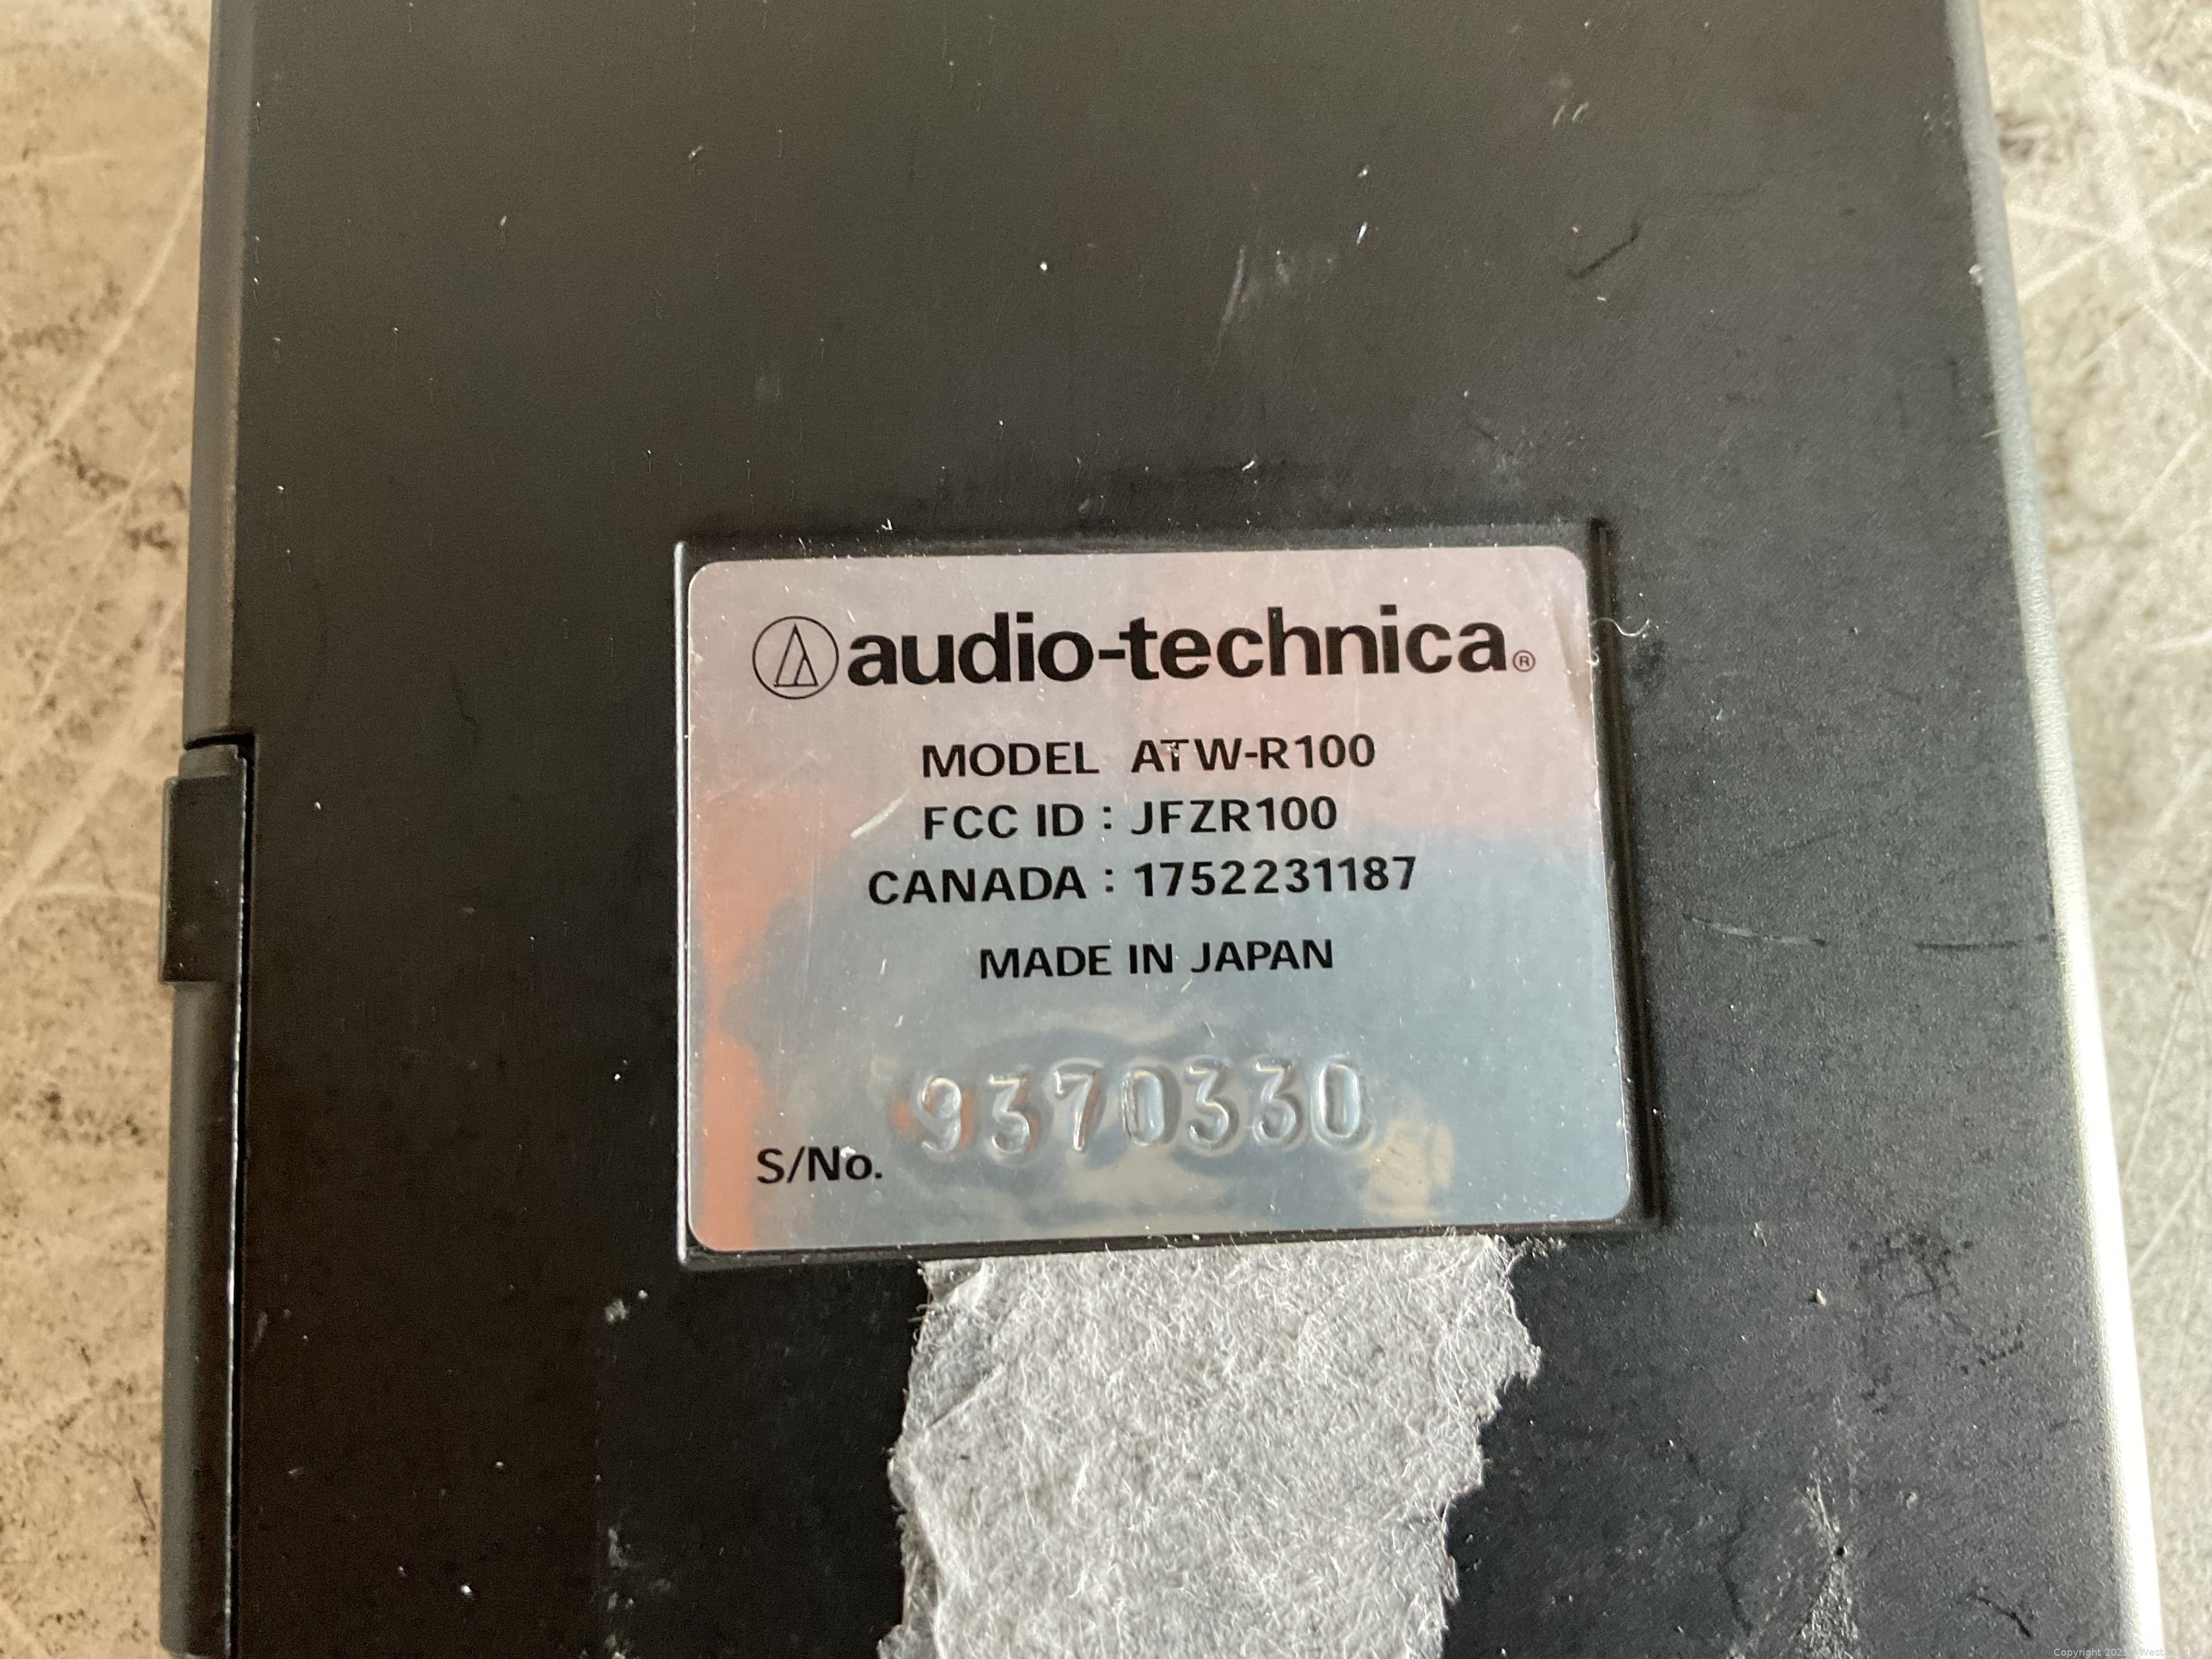 audio-technica®
MODEL ATW-R100
FCC ID : JFZR100
CANADA : 1752231187
MADE IN JAPAN
S/No. 9370330